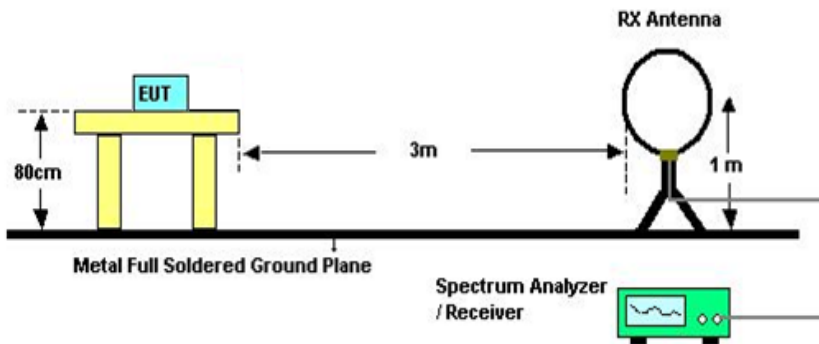 RX Antenna
EUT
80cm
3m
1 m
Metal Full Soldered Ground Plane
Spectrum Analyzer
/ Receiver